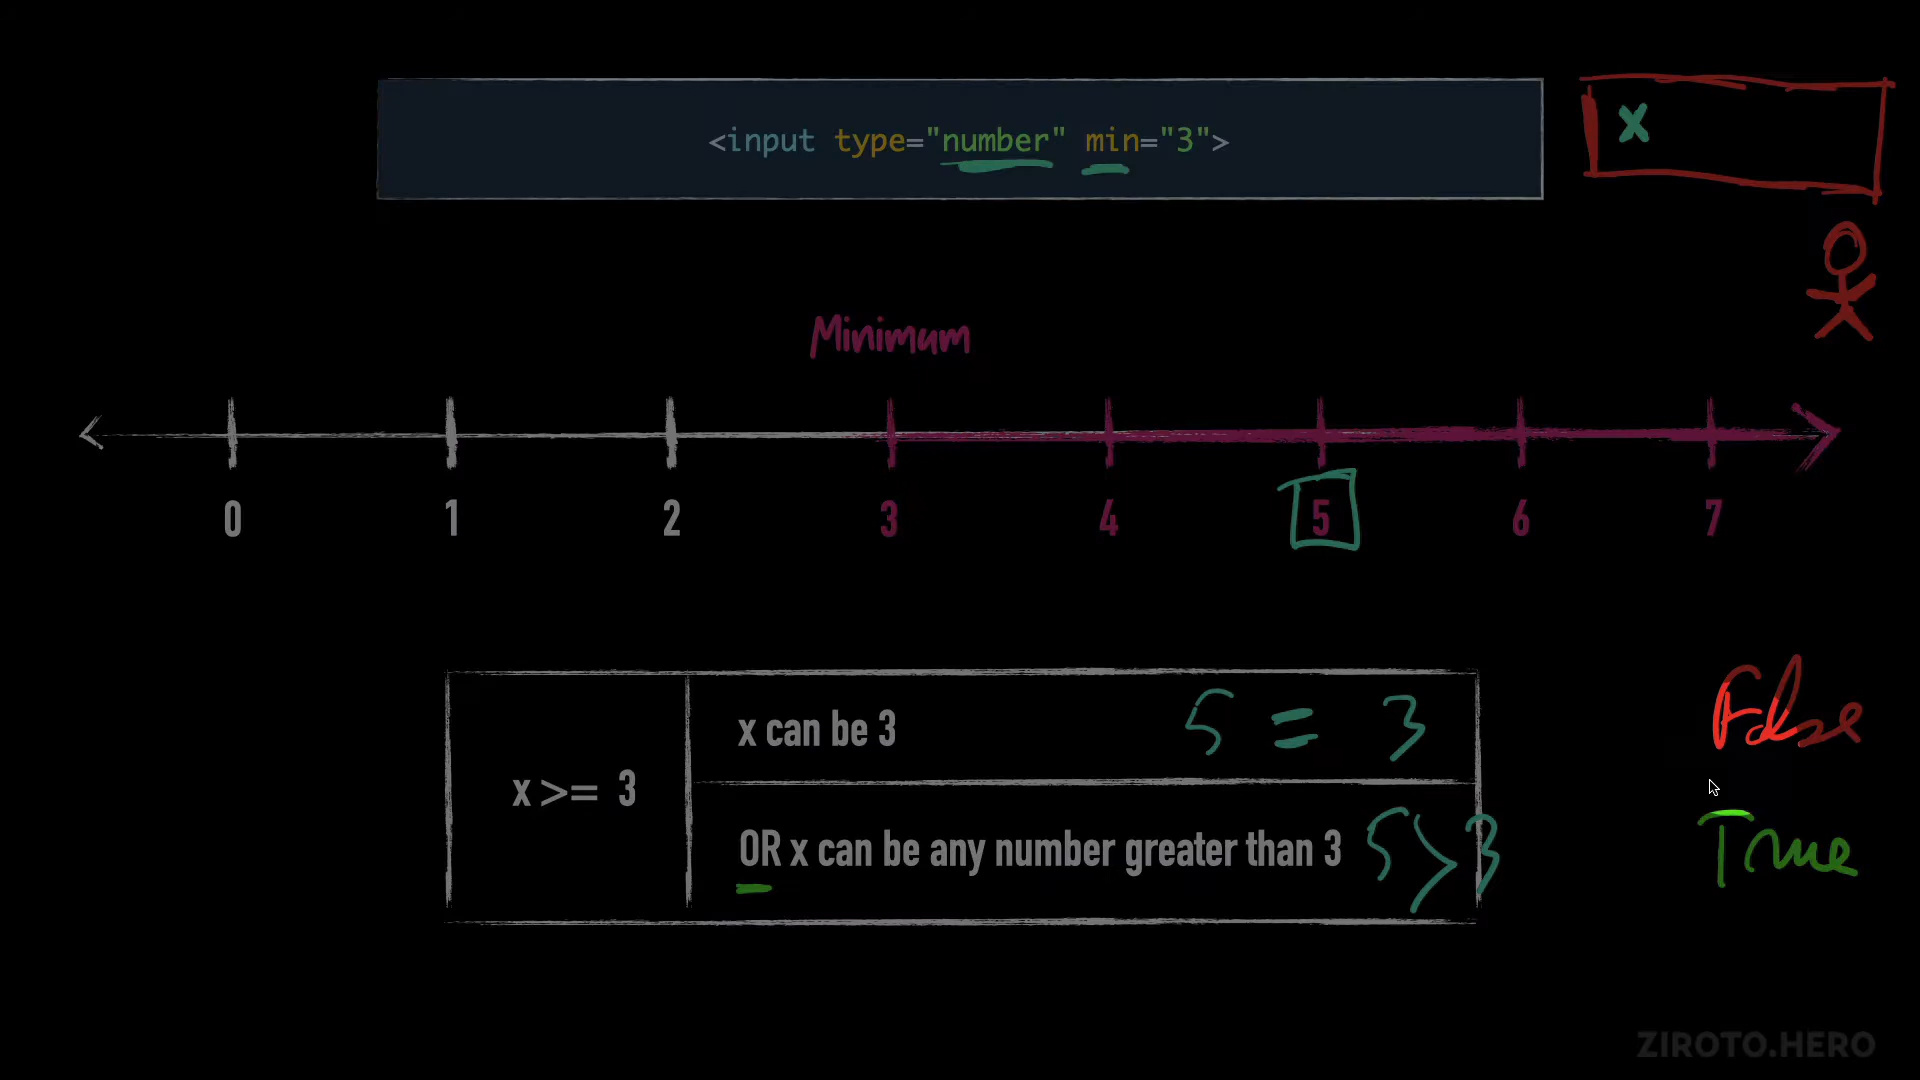 <input type="number" min="3">
x
Minimum
0 1 2 3 4 5 6 7
x can be 3 5 = 3
False
x >= 3
OR x can be any number greater than 3 5 > 3
True
ZIROTO.HERO